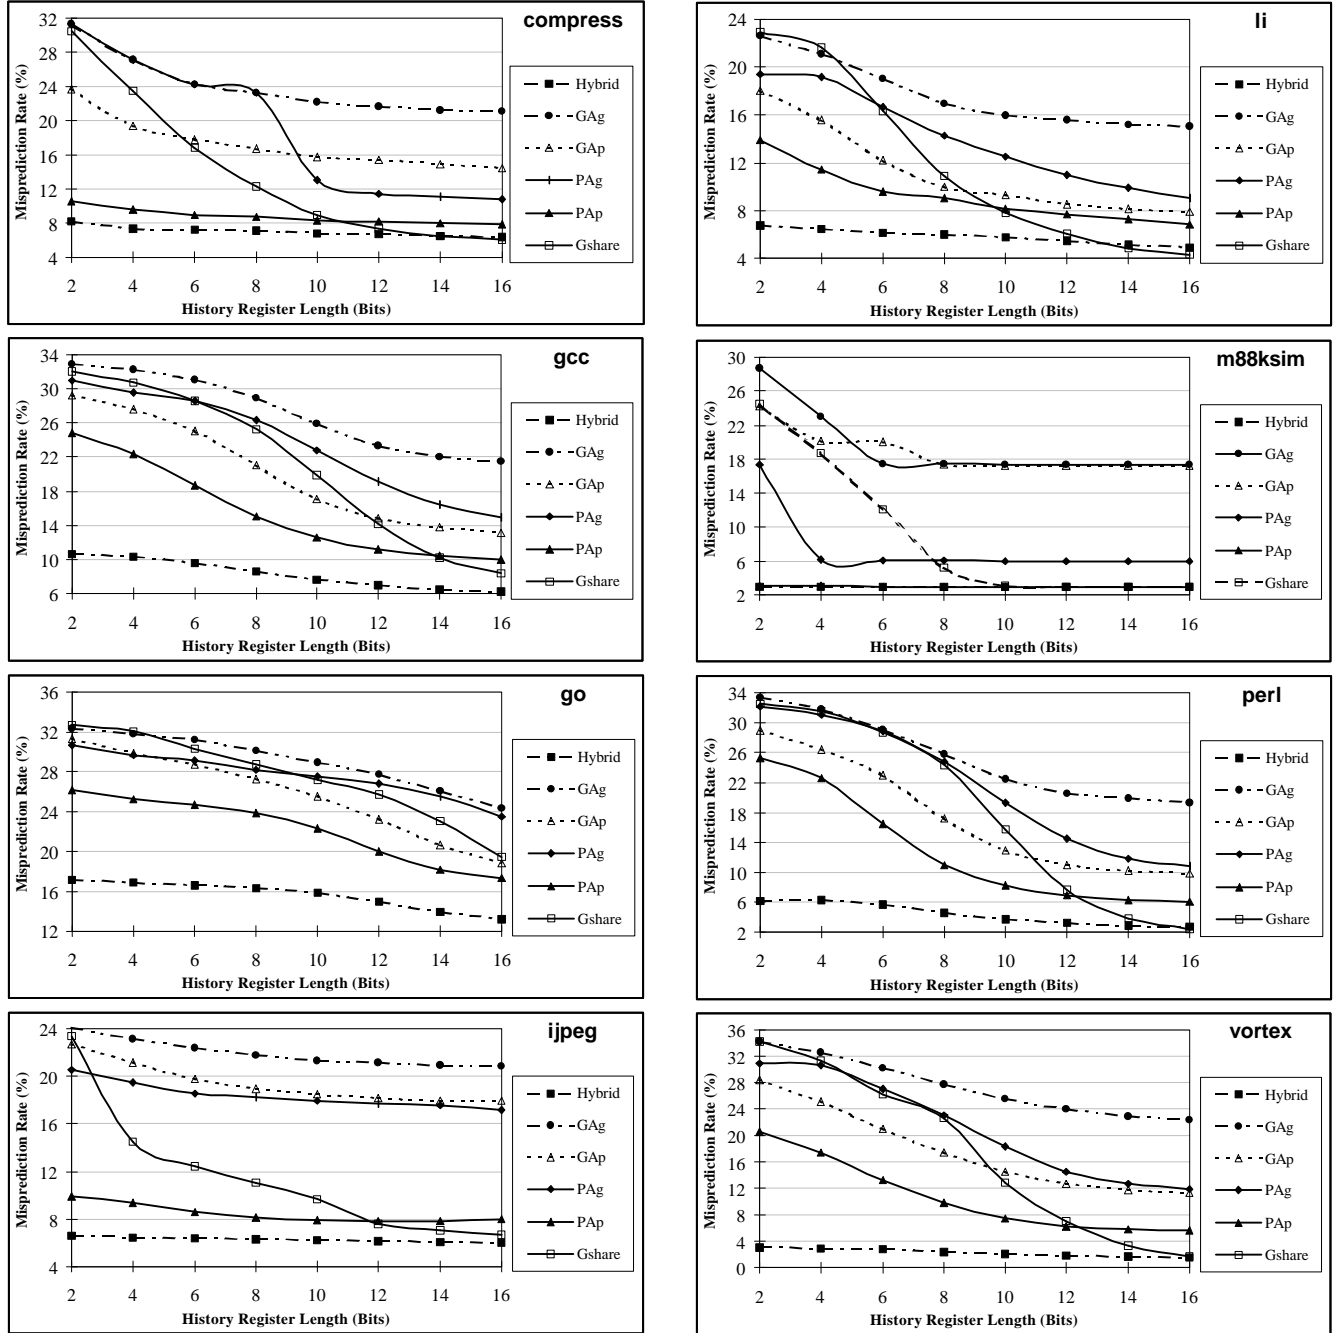 compress
Misprediction Rate (%)
32
28
24
20
16
12
8
4
2 4 6 8 10 12 14 16
History Register Length (Bits)
Hybrid
GAg
GAp
PAg
PAp
Gshare
li
Misprediction Rate (%)
24
20
16
12
8
4
2 4 6 8 10 12 14 16
History Register Length (Bits)
Hybrid
GAg
GAp
PAg
PAp
Gshare
gcc
Misprediction Rate (%)
34
30
26
22
18
14
10
6
2 4 6 8 10 12 14 16
History Register Length (Bits)
Hybrid
GAg
GAp
PAg
PAp
Gshare
m88ksim
Misprediction Rate (%)
30
26
22
18
14
10
6
2
2 4 6 8 10 12 14 16
History Register Length (Bits)
Hybrid
GAg
GAp
PAg
PAp
Gshare
go
Misprediction Rate (%)
36
32
28
24
20
16
12
2 4 6 8 10 12 14 16
History Register Length (Bits)
Hybrid
GAg
GAp
PAg
PAp
Gshare
perl
Misprediction Rate (%)
34
30
26
22
18
14
10
6
2
2 4 6 8 10 12 14 16
History Register Length (Bits)
Hybrid
GAg
GAp
PAg
PAp
Gshare
ijpeg
Misprediction Rate (%)
24
20
16
12
8
4
2 4 6 8 10 12 14 16
History Register Length (Bits)
Hybrid
GAg
GAp
PAg
PAp
Gshare
vortex
Misprediction Rate (%)
36
32
28
24
20
16
12
8
4
0
2 4 6 8 10 12 14 16
History Register Length (Bits)
Hybrid
GAg
GAp
PAg
PAp
Gshare